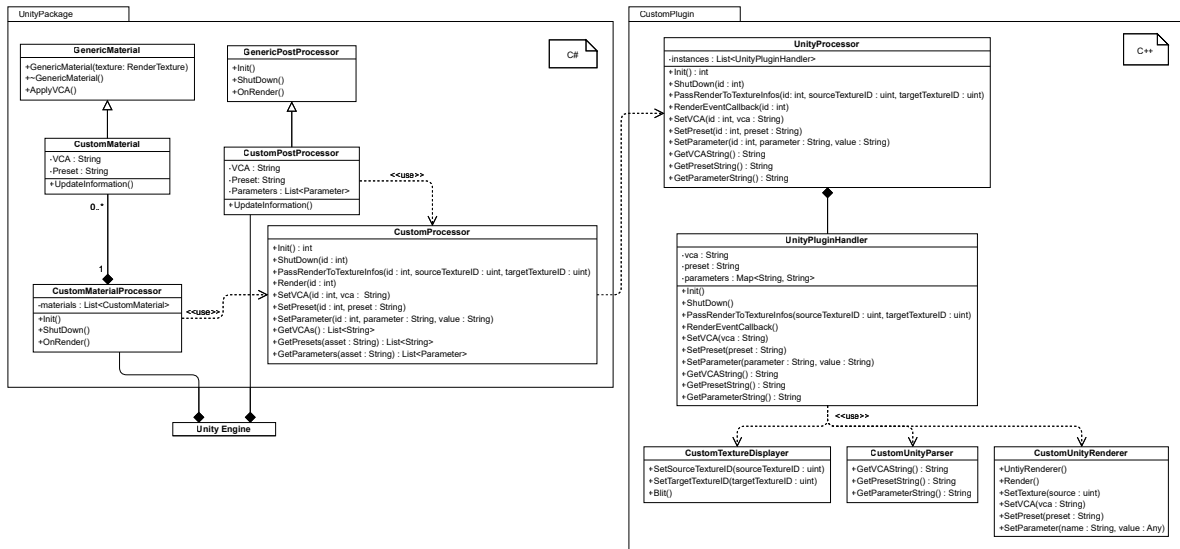 UnityPackage
GenericMaterial
+GenericMaterial(texture: RenderTexture)
+~GenericMaterial()
+ApplyVCA()
GenericPostProcessor
+Init()
+ShutDown()
+OnRender()
C#
CustomMaterial
-VCA : String
-Preset : String
+UpdateInformation()
CustomPostProcessor
-VCA : String
-Preset: String
-Parameters : List<Parameter>
+UpdateInformation()
<<use>>
0..*
1
CustomProcessor
+Init() : int
+ShutDown(id : int)
+PassRenderToTextureInfos(id : int, sourceTextureID : uint, targetTextureID : uint)
+Render(id : int)
+SetVCA(id : int, vca : String)
+SetPreset(id : int, preset : String)
+SetParameter(id : int, parameter : String, value : String)
+GetVCAs() : List<String>
+GetPresets(asset : String) : List<String>
+GetParameters(asset : String) : List<Parameter>
CustomMaterialProcessor
-materials : List<CustomMaterial>
+Init()
+ShutDown()
+OnRender()
<<use>>
Unity Engine
CustomPlugin
UnityProcessor
-instances : List<UnityPluginHandler>
+Init() : int
+ShutDown(id : int)
+PassRenderToTextureInfos(id: int, sourceTextureID : uint, targetTextureID : uint)
+RenderEventCallback(id : int)
+SetVCA(id : int, vca : String)
+SetPreset(id : int, preset : String)
+SetParameter(id : int, parameter : String, value : String)
+GetVCAString() : String
+GetPresetString() : String
+GetParameterString() : String
C++
UnityPluginHandler
-vca : String
-preset : String
-parameters : Map<String, String>
+Init()
+ShutDown()
+PassRenderToTextureInfos(sourceTextureID : uint, targetTextureID : uint)
+RenderEventCallback()
+SetVCA(vca : String)
+SetPreset(preset : String)
+SetParameter(parameter : String, value : String)
+GetVCAString() : String
+GetPresetString() : String
+GetParameterString() : String
<<use>>
CustomTextureDisplayer
+SetSourceTextureID(sourceTextureID : uint)
+SetTargetTextureID(targetTextureID : uint)
+Blit()
CustomUnityParser
+GetVCAString() : String
+GetPresetString() : String
+GetParameterString() : String
CustomUnityRenderer
+UntiyRenderer()
+Render()
+SetTexture(source : uint)
+SetVCA(vca : String)
+SetPreset(preset : String)
+SetParameter(name : String, value : Any)